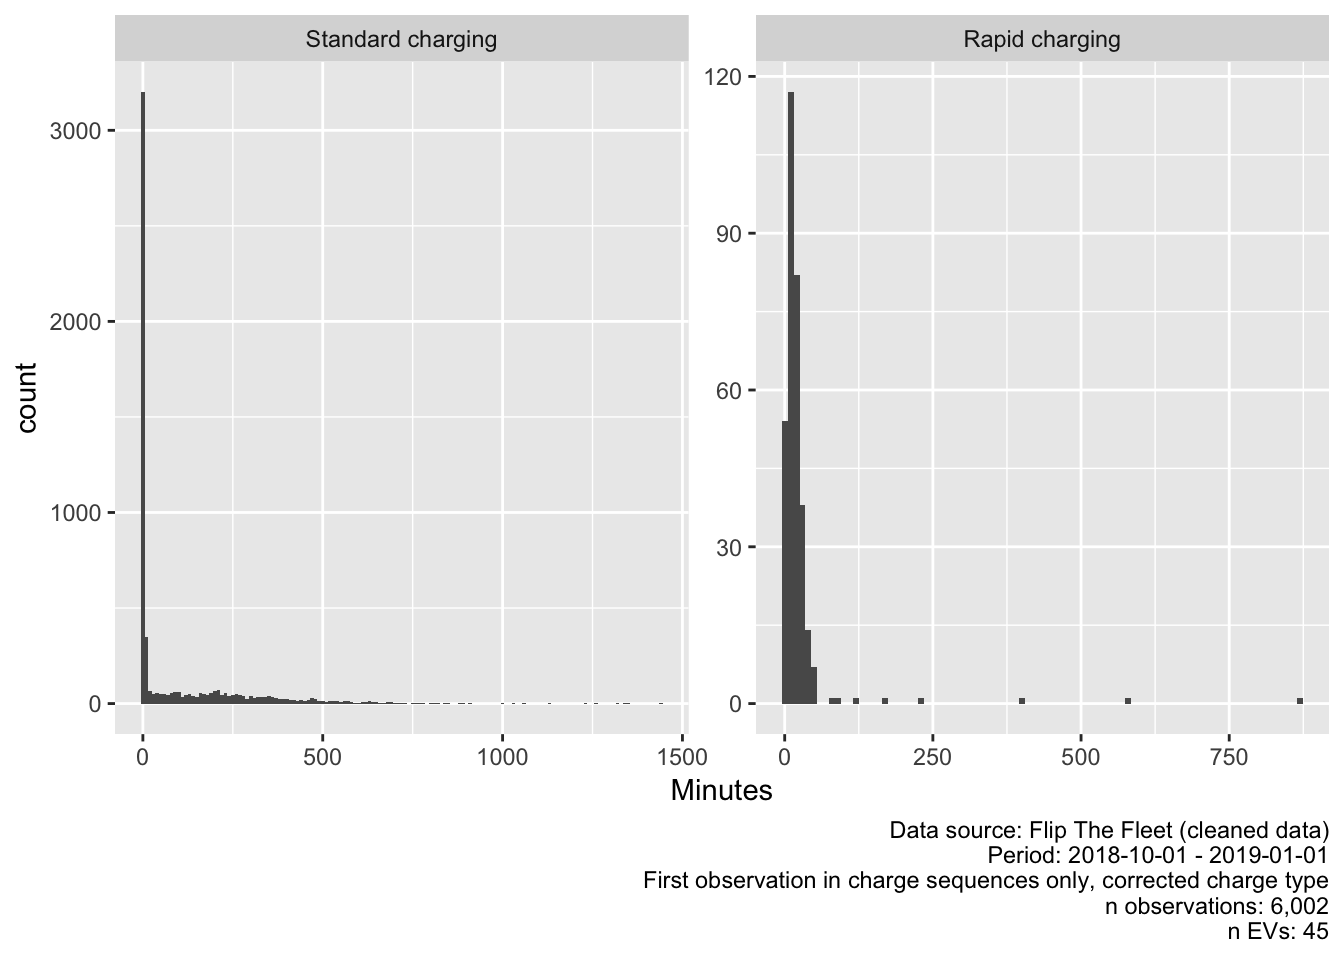 Standard charging
Rapid charging
count
3000
2000
1000
0
120
90
60
30
0
0 500 1000 1500
0 250 500 750
Minutes
Data source: Flip The Fleet (cleaned data)
Period: 2018-10-01 - 2019-01-01
First observation in charge sequences only, corrected charge type
n observations: 6,002
n EVs: 45